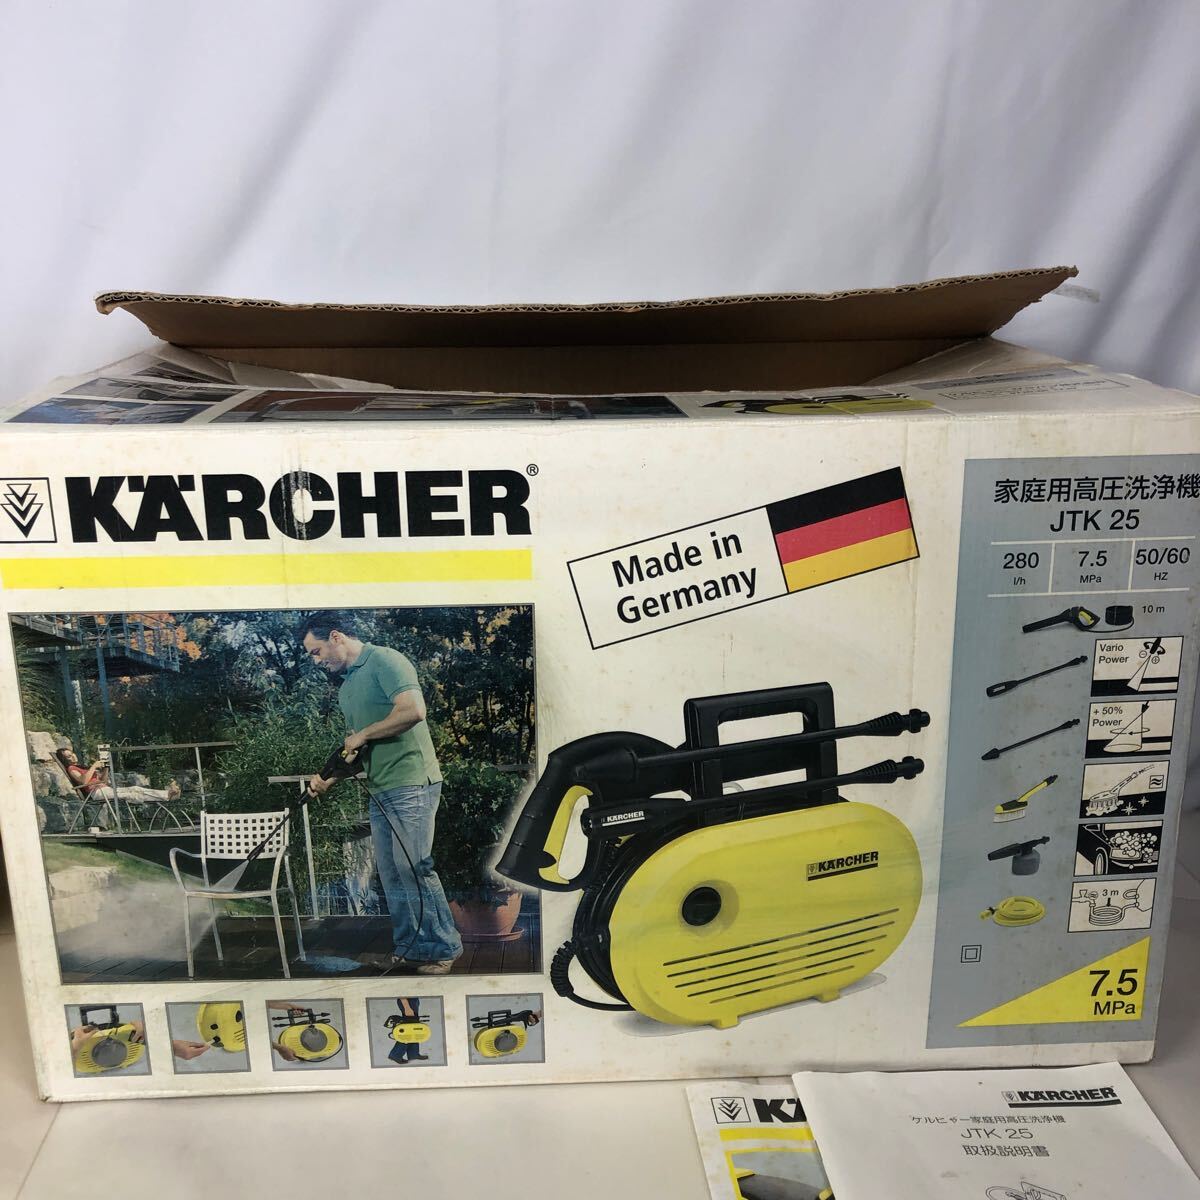 KÄRCHER®
Made in
Germany
家庭用高圧洗浄機
JTK 25
280
l/h
7.5
MPa
50/60
HZ
10 m
Vario
Power
+ 50%
Power
3 m
7.5
MPa
KÄRCHER
KÄRCHER
KÄRCHER
ケルヒャー家庭用高圧洗浄機
JTK 25
取扱説明書